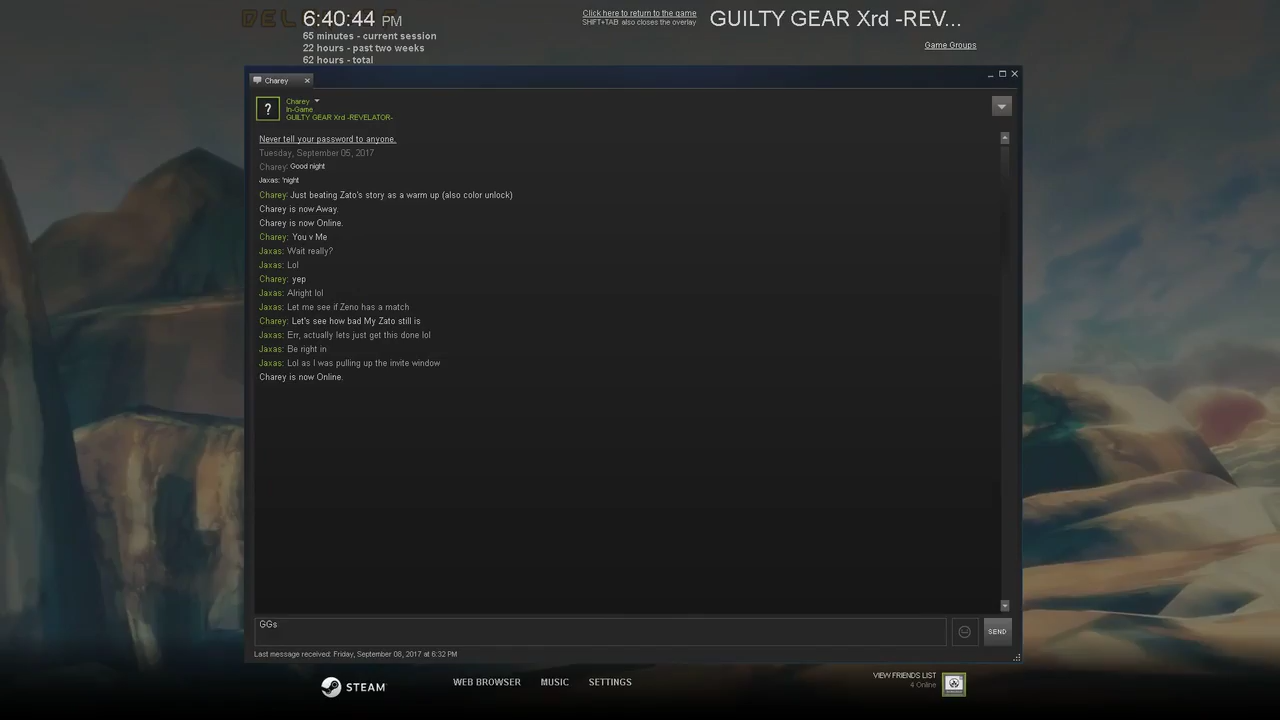 6:40:44 PM
65 minutes - current session
22 hours - past two weeks
62 hours - total
Click here to return to the game
SHIFT+TAB also closes the overlay
GUILTY GEAR Xrd -REV...
Game Groups
Charey
?
Charey
In-Game
GUILTY GEAR Xrd -REVELATOR-
Never tell your password to anyone.
Tuesday, September 05, 2017
Charey: Good night
Jaxas: 'night
Charey: Just beating Zato's story as a warm up (also color unlock)
Charey is now Away.
Charey is now Online.
Charey: You v Me
Jaxas: Wait really?
Jaxas: Lol
Charey: yep
Jaxas: Alright lol
Jaxas: Let me see if Zeno has a match
Charey: Let's see how bad My Zato still is
Jaxas: Err, actually lets just get this done lol
Jaxas: Be right in
Jaxas: Lol as I was pulling up the invite window
Charey is now Online.
GGs
SEND
Last message received: Friday, September 08, 2017 at 6:32 PM
STEAM
WEB BROWSER
MUSIC
SETTINGS
VIEW FRIENDS LIST
4 Online